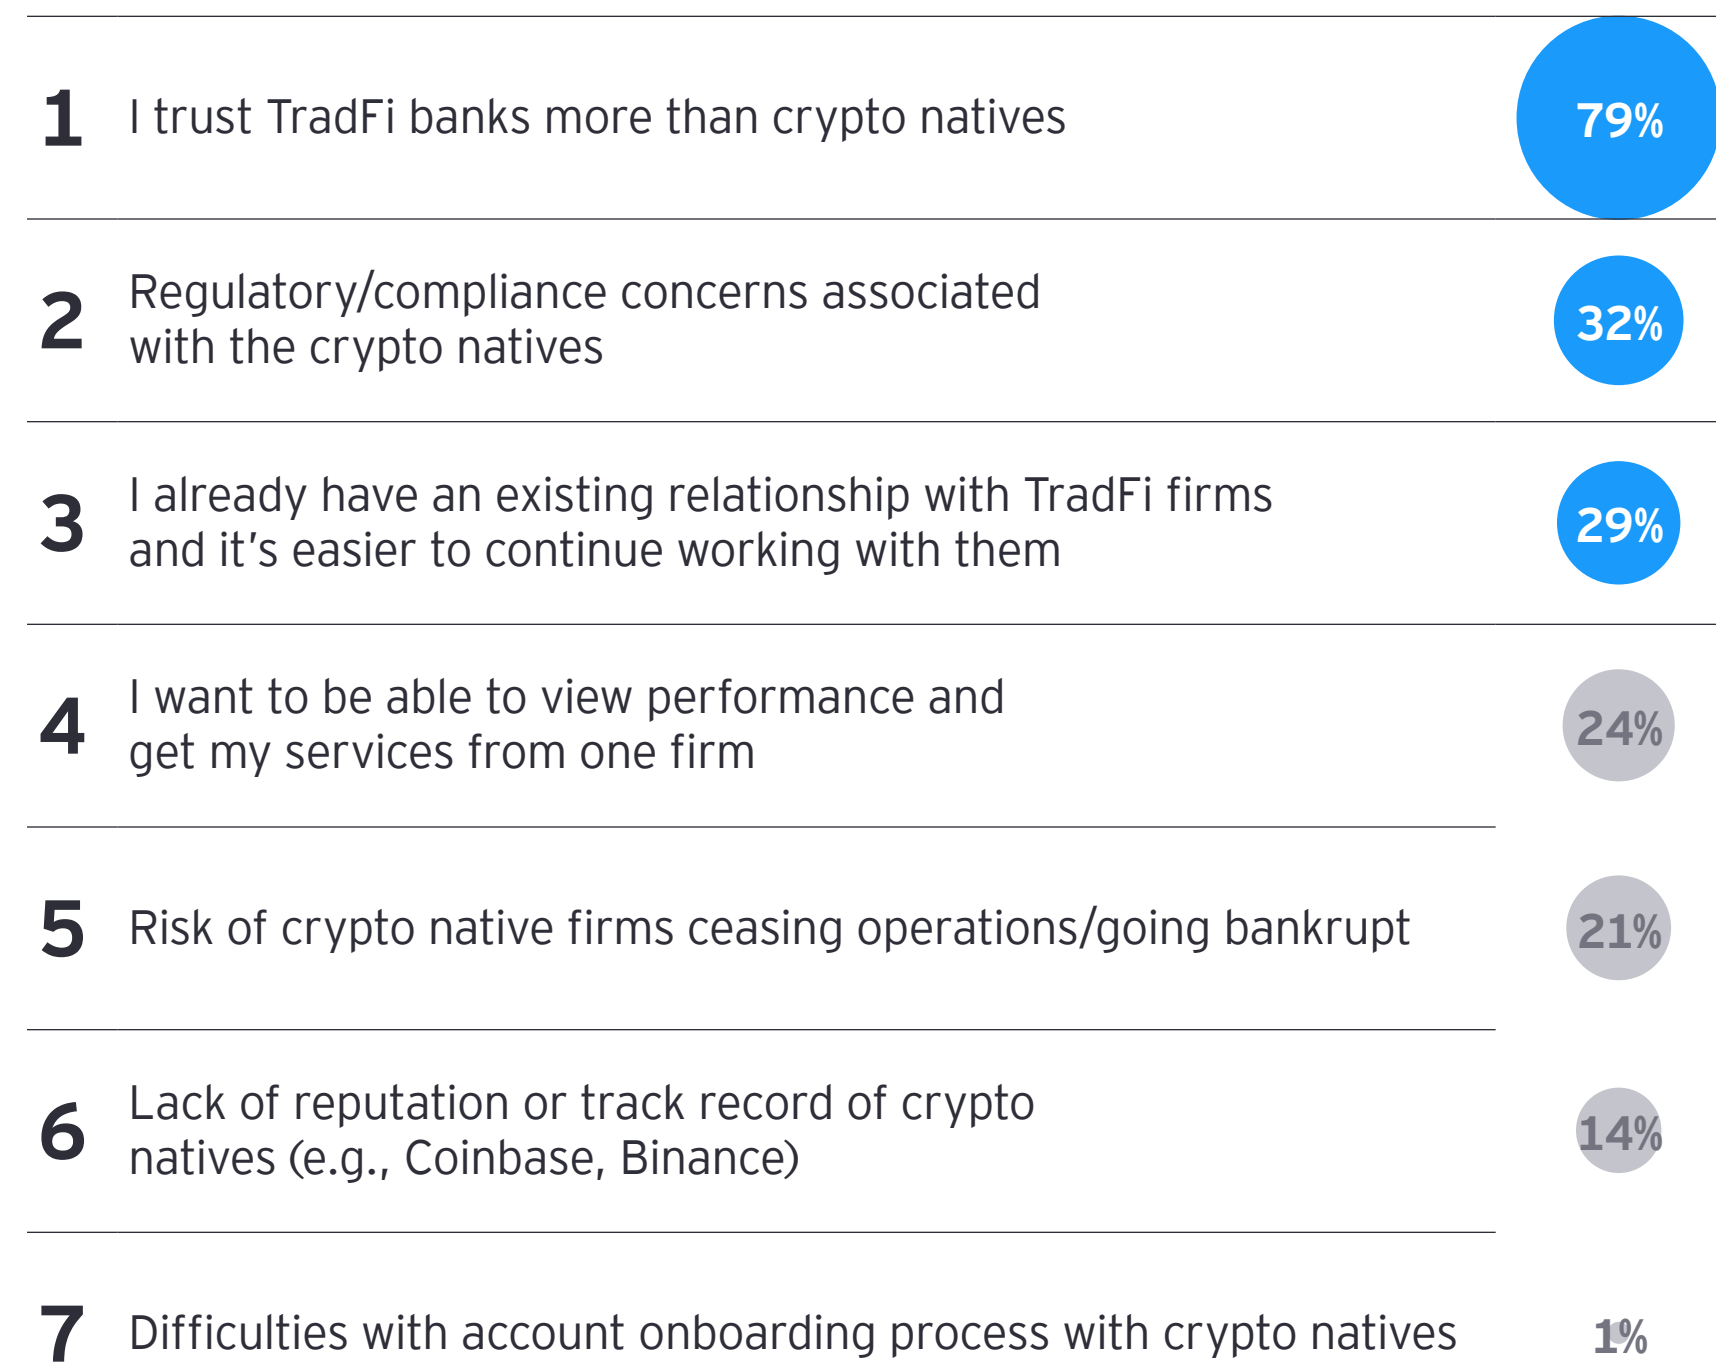 1 I trust TradFi banks more than crypto natives 79%
2 Regulatory/compliance concerns associated
with the crypto natives 32%
3 I already have an existing relationship with TradFi firms
and it’s easier to continue working with them 29%
4 I want to be able to view performance and
get my services from one firm 24%
5 Risk of crypto native firms ceasing operations/going bankrupt 21%
6 Lack of reputation or track record of crypto
natives (e.g., Coinbase, Binance) 14%
7 Difficulties with account onboarding process with crypto natives 1%